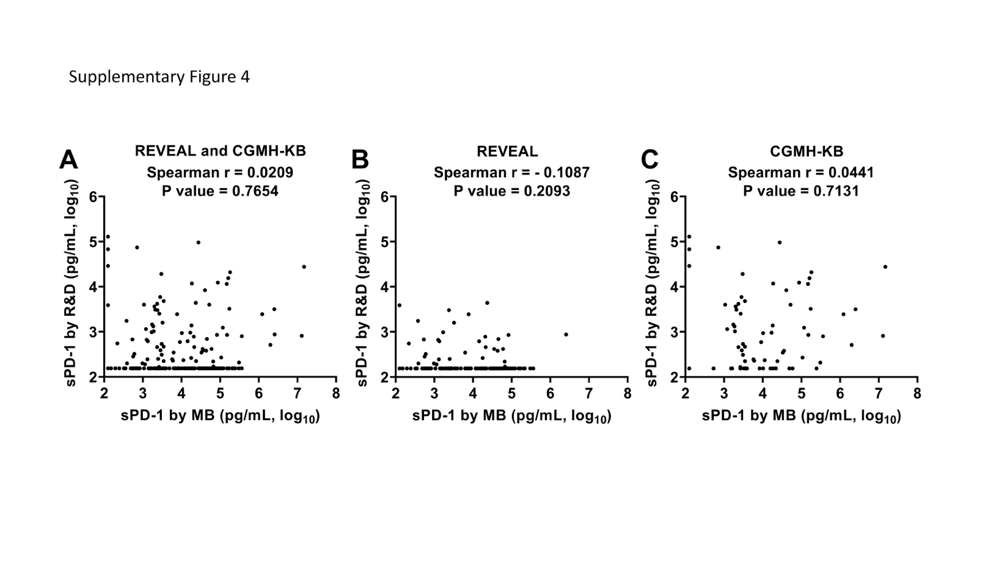 Supplementary Figure 4
A
REVEAL and CGMH-KB
Spearman r = 0.0209
P value = 0.7654
sPD-1 by R&D (pg/mL, log10)
6
5
4
3
2
2 3 4 5 6 7 8
sPD-1 by MB (pg/mL, log10)
B
REVEAL
Spearman r = - 0.1087
P value = 0.2093
sPD-1 by R&D (pg/mL, log10)
6
5
4
3
2
2 3 4 5 6 7 8
sPD-1 by MB (pg/mL, log10)
C
CGMH-KB
Spearman r = 0.0441
P value = 0.7131
sPD-1 by R&D (pg/mL, log10)
6
5
4
3
2
2 3 4 5 6 7 8
sPD-1 by MB (pg/mL, log10)